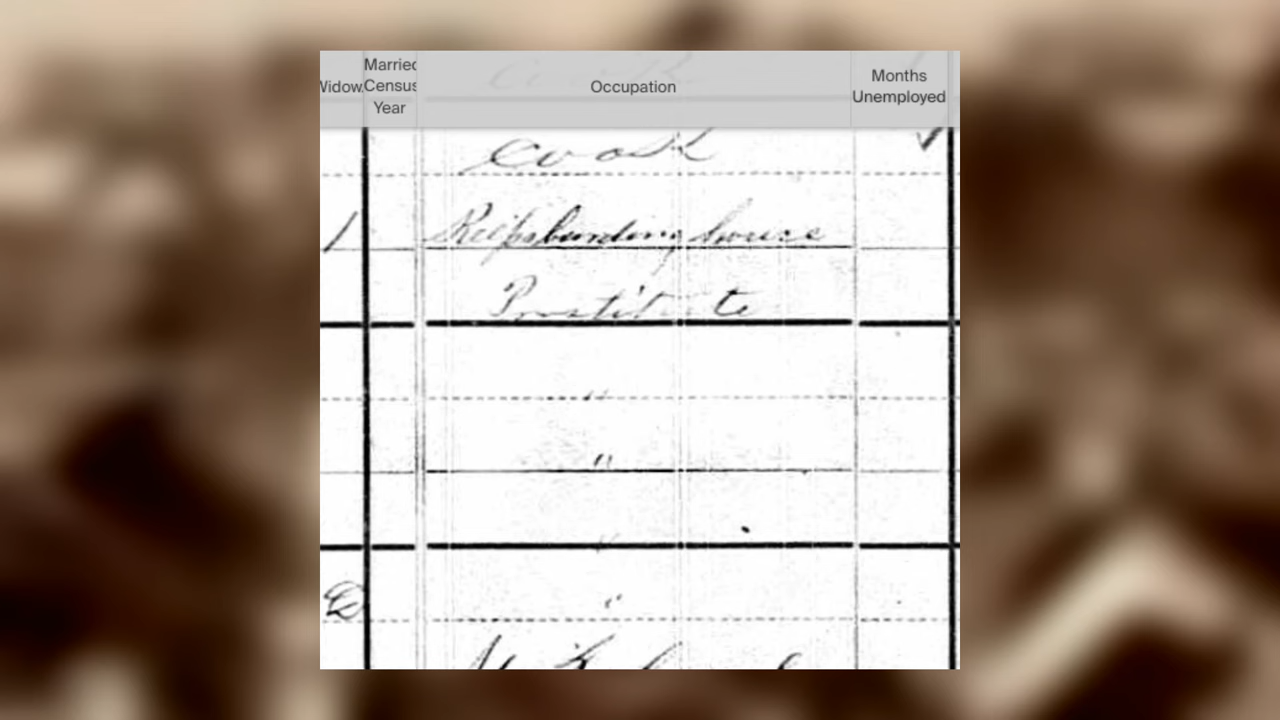 Widow
Married
Census
Year
Occupation
Months
Unemployed
Cook
1
Keeps boarding house
Prostitute
"
"
"
D
"